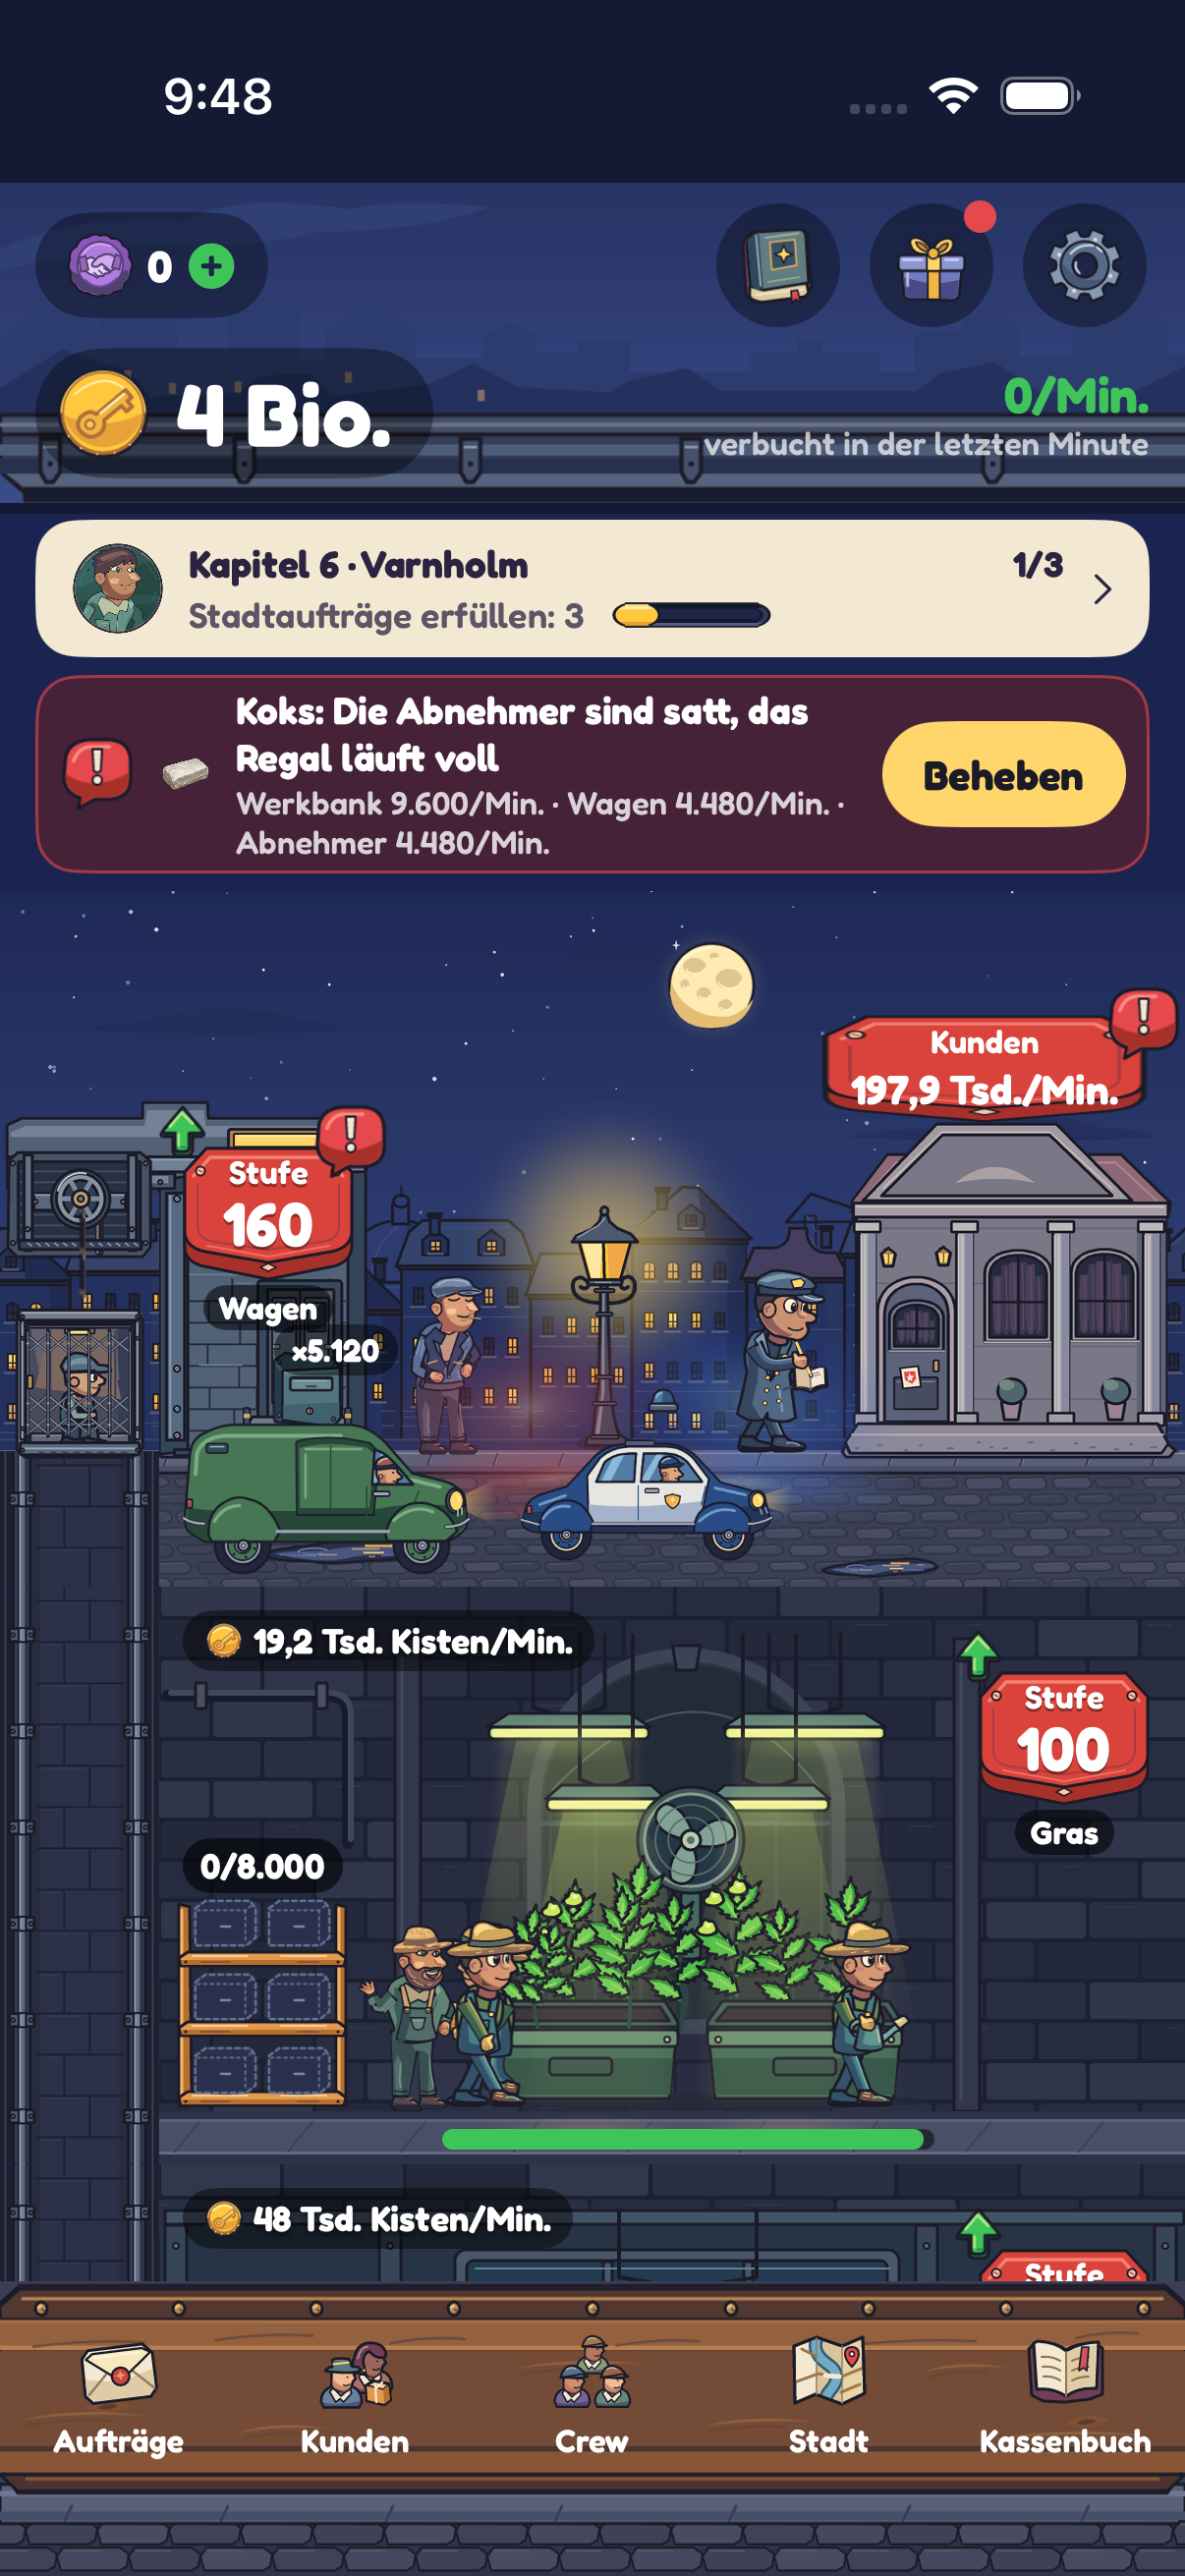 9:48
0
4 Bio.
0/Min.
verbucht in der letzten Minute
Kapitel 6 · Varnholm
1/3
Stadtaufträge erfüllen: 3
Koks: Die Abnehmer sind satt, das
Regal läuft voll
Werkbank 9.600/Min. · Wagen 4.480/Min. ·
Abnehmer 4.480/Min.
Beheben
Kunden
197,9 Tsd./Min.
Stufe
160
Wagen
×5.120
19,2 Tsd. Kisten/Min.
Stufe
100
Gras
0/8.000
48 Tsd. Kisten/Min.
Stufe
Aufträge
Kunden
Crew
Stadt
Kassenbuch